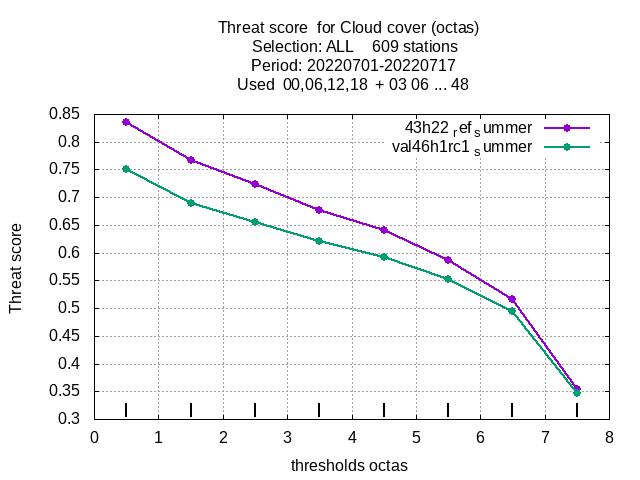 Threat score  for Cloud cover (octas)
Selection: ALL    609 stations
Period: 20220701-20220717
Used  00,06,12,18  + 03 06 ... 48
43h22 ref summer
val46h1rc1 summer
0.85
0.8
0.75
0.7
0.65
0.6
0.55
0.5
0.45
0.4
0.35
0.3
Threat score
0 1 2 3 4 5 6 7 8
thresholds octas